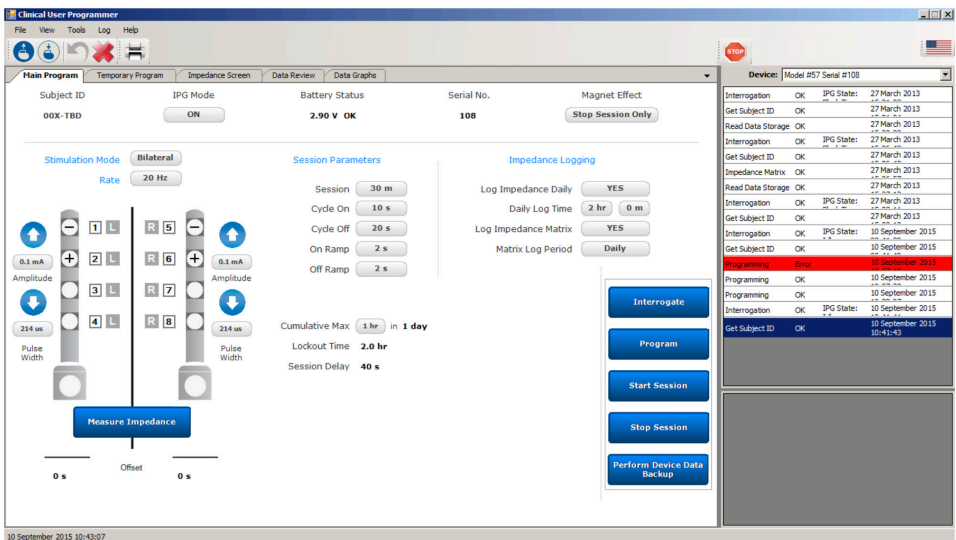 Clinical User Programmer
File View Tools Log Help
STOP
Main Program Temporary Program Impedance Screen Data Review Data Graphs
Device: Model #57 Serial #108
Subject ID IPG Mode Battery Status Serial No. Magnet Effect
00X-TBD ON 2.90 V OK 108 Stop Session Only
Stimulation Mode Bilateral
Rate 20 Hz
Session Parameters
Session 30 m
Cycle On 10 s
Cycle Off 20 s
On Ramp 2 s
Off Ramp 2 s
Cumulative Max 1 hr in 1 day
Lockout Time 2.0 hr
Session Delay 40 s
Impedance Logging
Log Impedance Daily YES
Daily Log Time 2 hr 0 m
Log Impedance Matrix YES
Matrix Log Period Daily
1 L R 5
2 L R 6
3 L R 7
4 L R 8
0.1 mA 0.1 mA
Amplitude Amplitude
214 us 214 us
Pulse Width Pulse Width
Measure Impedance
Offset
0 s 0 s
Interrogate
Program
Start Session
Stop Session
Perform Device Data
Backup
Interrogation OK IPG State: 27 March 2013
Get Subject ID OK 27 March 2013
Read Data Storage OK 27 March 2013
Interrogation OK IPG State: 27 March 2013
Get Subject ID OK 27 March 2013
Impedance Matrix OK 27 March 2013
Read Data Storage OK 27 March 2013
Interrogation OK IPG State: 27 March 2013
Get Subject ID OK 27 March 2013
Interrogation OK IPG State: 10 September 2015
Get Subject ID OK 10 September 2015
Programming Error 10 September 2015
Programming OK 10 September 2015
Programming OK 10 September 2015
Interrogation OK IPG State: 10 September 2015
Get Subject ID OK 10 September 2015
10:41:43
10 September 2015 10:43:07